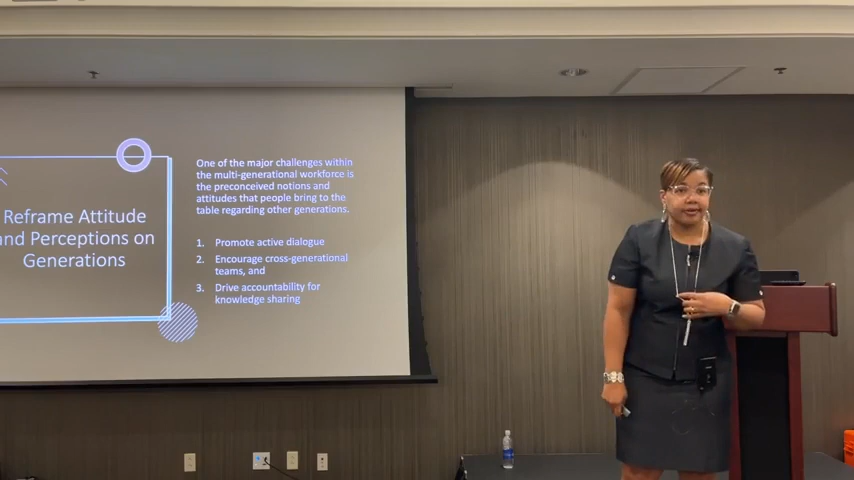 Reframe Attitude
and Perceptions on
Generations
One of the major challenges within
the multi-generational workforce is
the preconceived notions and
attitudes that people bring to the
table regarding other generations.
1. Promote active dialogue
2. Encourage cross-generational
teams, and
3. Drive accountability for
knowledge sharing